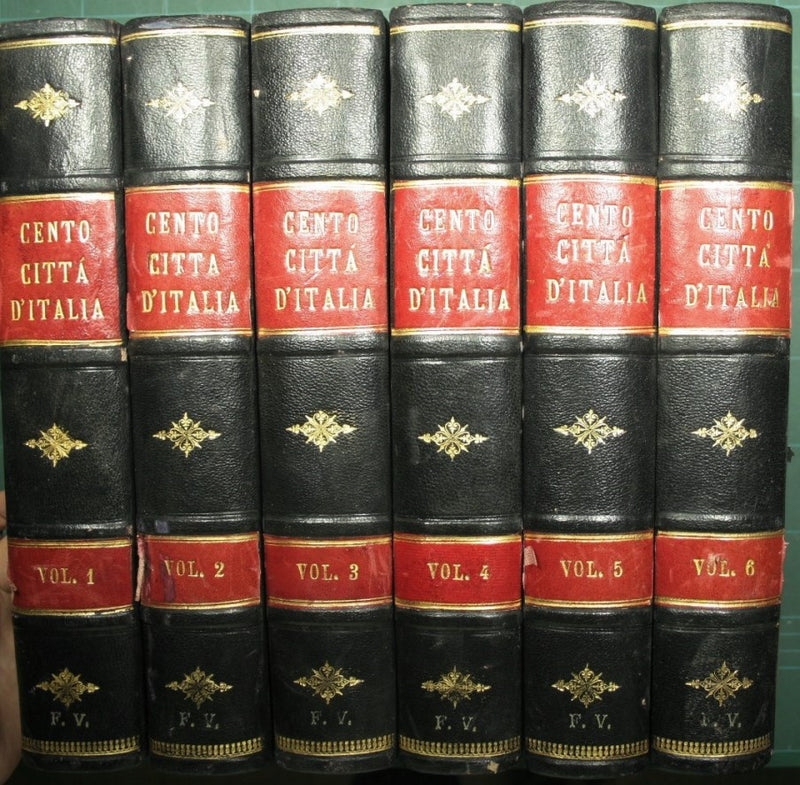 CENTO
CITTÁ
D'ITALIA
VOL. 1
F. V.
CENTO
CITTA
D'ITALIA
VOL. 2
F. V.
CENTO
CITTÁ
D'ITALIA
VOL. 3
F. V.
CENTO
CITTÁ
D'ITALIA
VOL. 4
F. V.
CENTO
CITTÁ
D'ITALIA
VOL. 5
F. V.
CENTO
CITTA
D'ITALIA
VOL. 6
F. V.